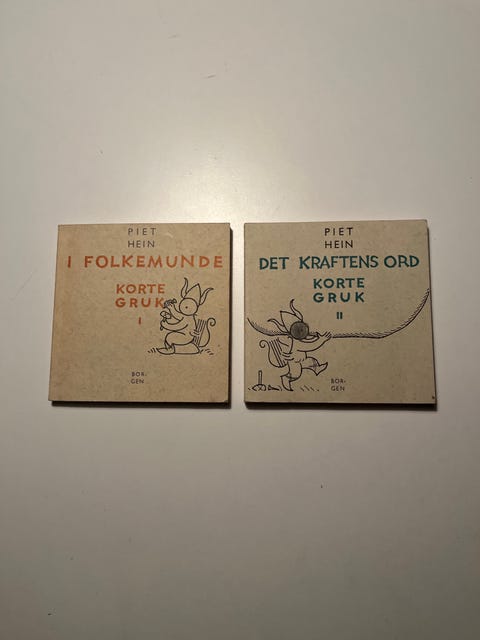 PIET
HEIN
I FOLKEMUNDE
KORTE
GRUK
I
BOR-
GEN
PIET
HEIN
DET KRAFTENS ORD
KORTE
GRUK
II
BOR-
GEN